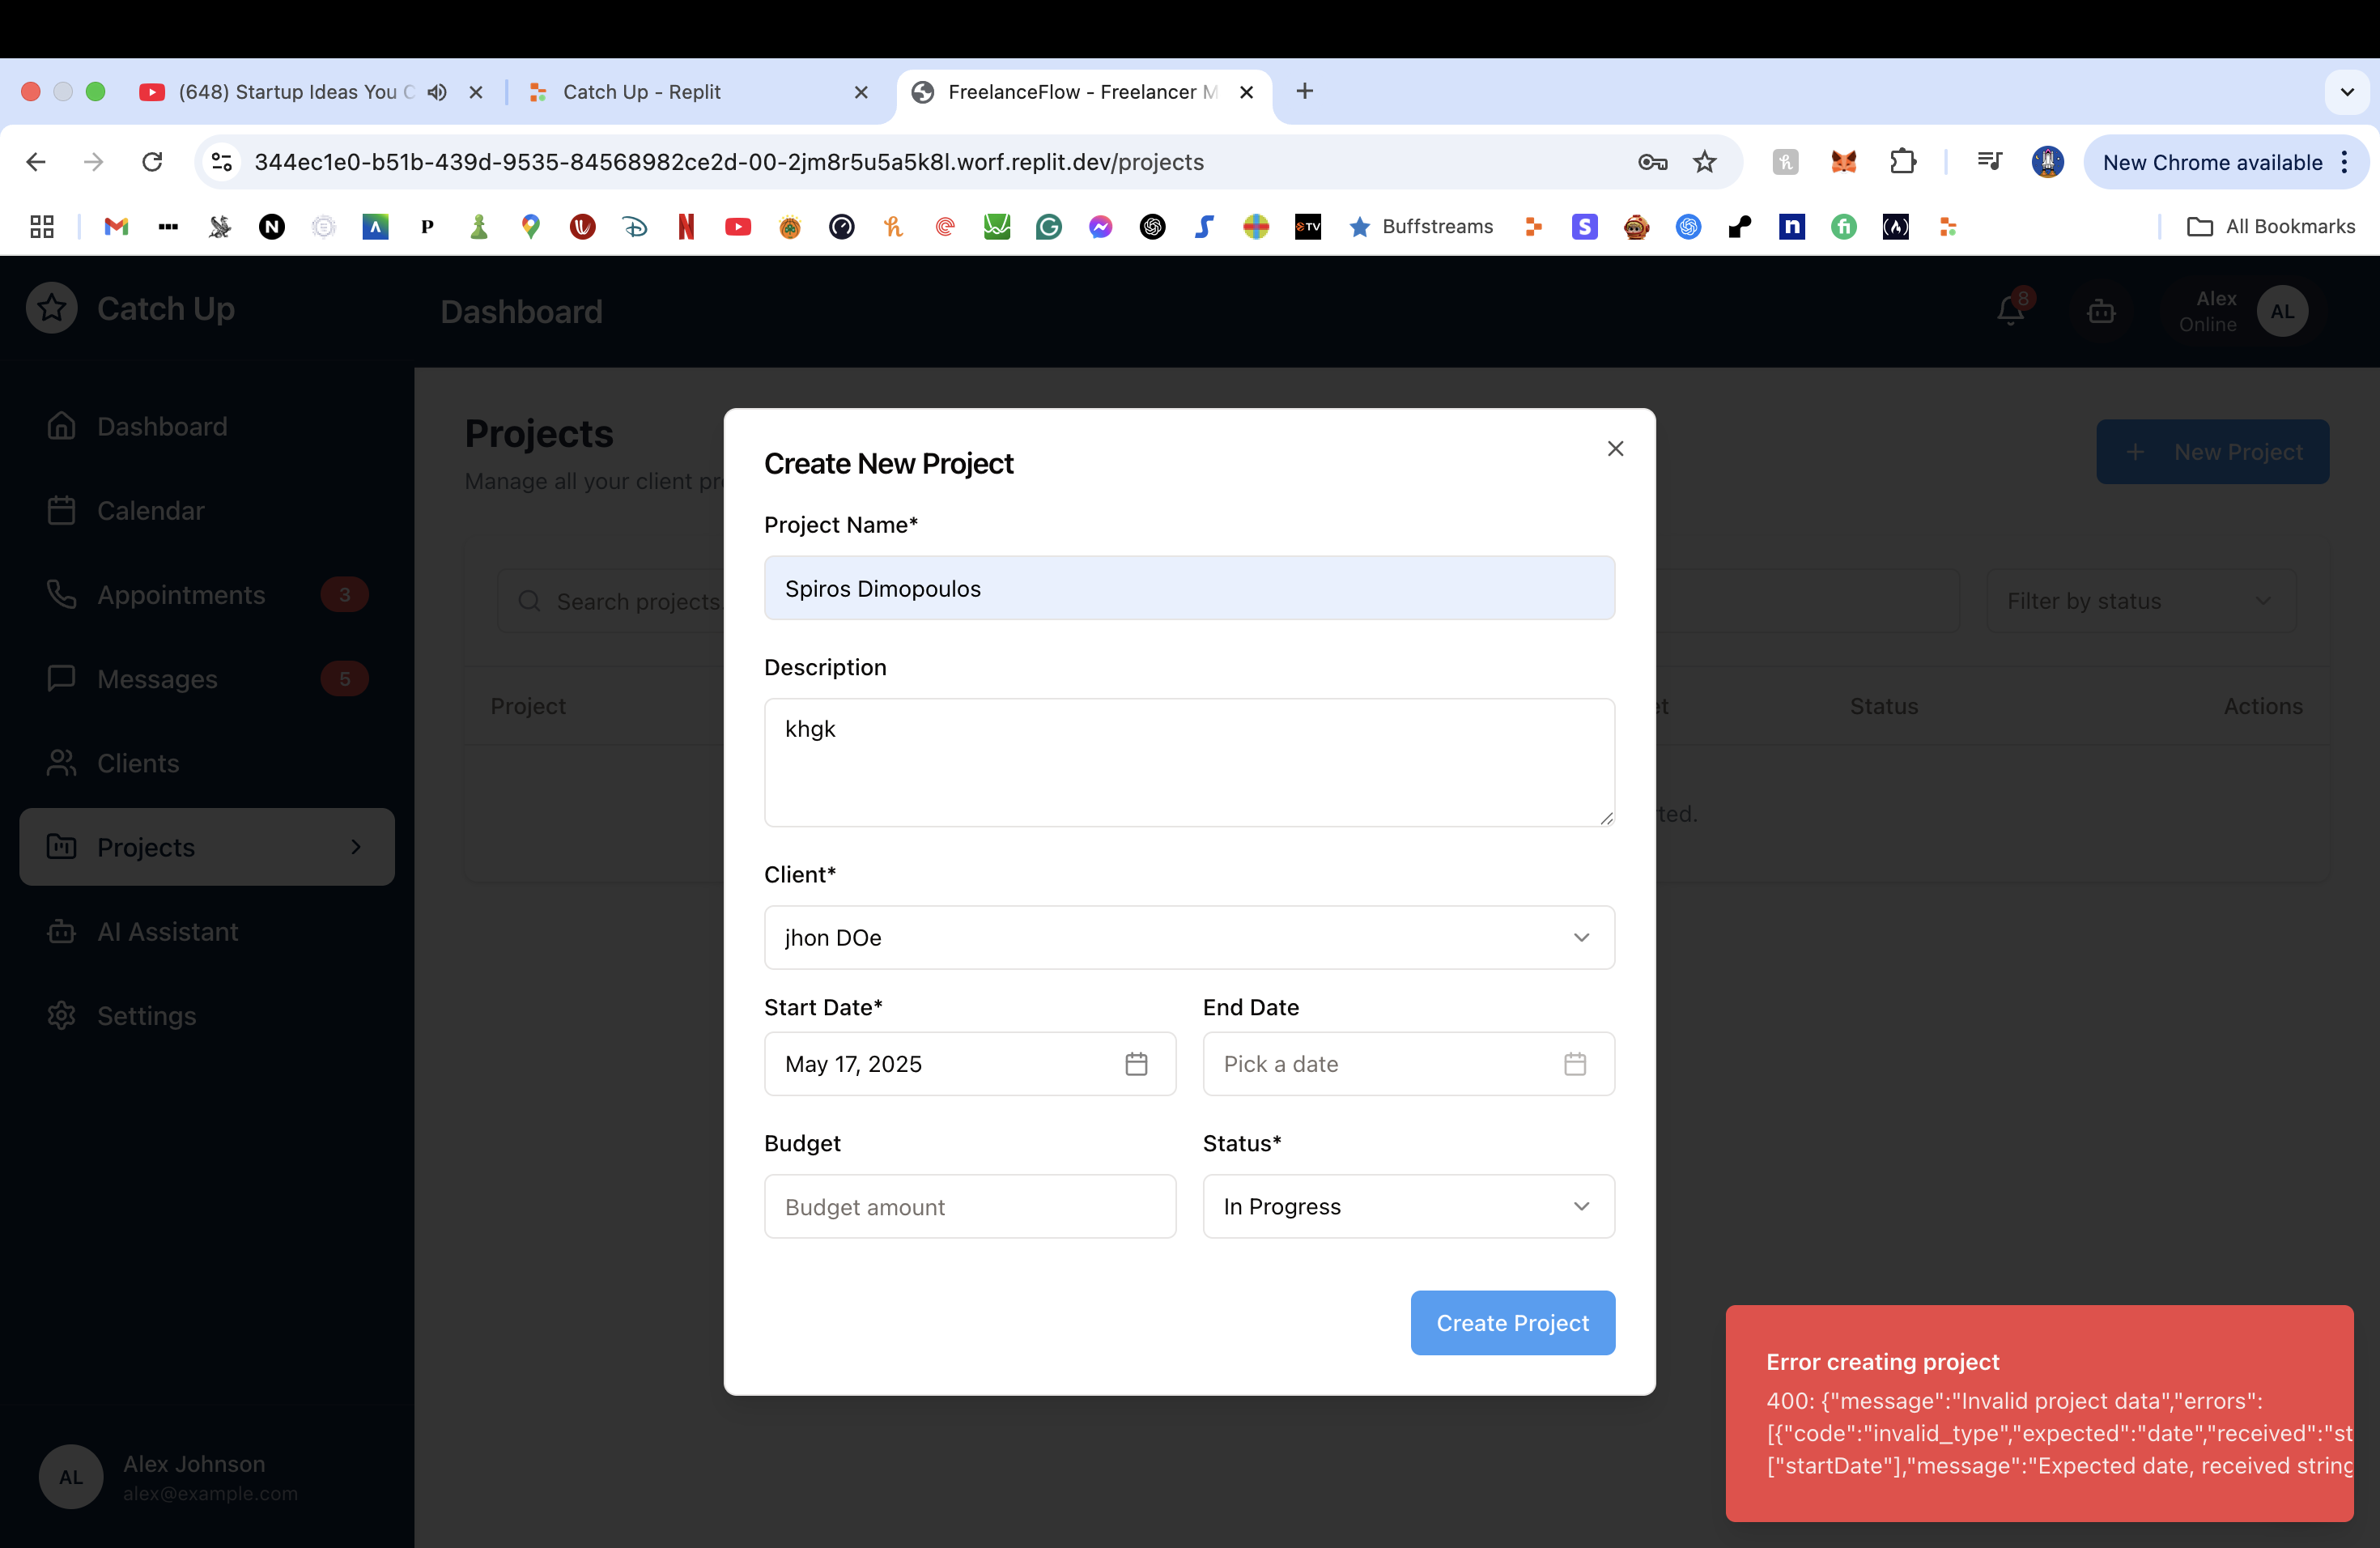 (648) Startup Ideas You C
Catch Up - Replit
FreelanceFlow - Freelancer M
344ec1e0-b51b-439d-9535-84568982ce2d-00-2jm8r5u5a5k8l.worf.replit.dev/projects
New Chrome available
Buffstreams
All Bookmarks
Catch Up
Dashboard
8
Alex
Online
AL
Dashboard
Calendar
Appointments 3
Messages 5
Clients
Projects
AI Assistant
Settings
AL
Alex Johnson
alex@example.com
Projects
Manage all your client pr
New Project
Search projects
Filter by status
Project
Status
Actions
Create New Project
Project Name*
Spiros Dimopoulos
Description
khgk
Client*
jhon DOe
Start Date*
May 17, 2025
End Date
Pick a date
Budget
Budget amount
Status*
In Progress
Create Project
Error creating project
400: {"message":"Invalid project data","errors":
[{"code":"invalid_type","expected":"date","received":"st
["startDate"],"message":"Expected date, received string